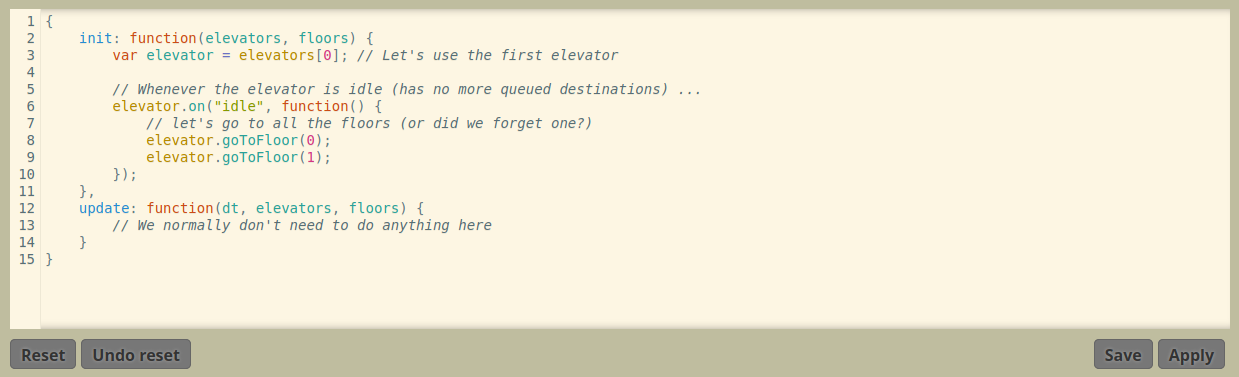 1 {
2     init: function(elevators, floors) {
3         var elevator = elevators[0]; // Let's use the first elevator
4
5         // Whenever the elevator is idle (has no more queued destinations) ...
6         elevator.on("idle", function() {
7             // let's go to all the floors (or did we forget one?)
8             elevator.goToFloor(0);
9             elevator.goToFloor(1);
10         });
11     },
12     update: function(dt, elevators, floors) {
13         // We normally don't need to do anything here
14     }
15 }
Reset Undo reset Save Apply